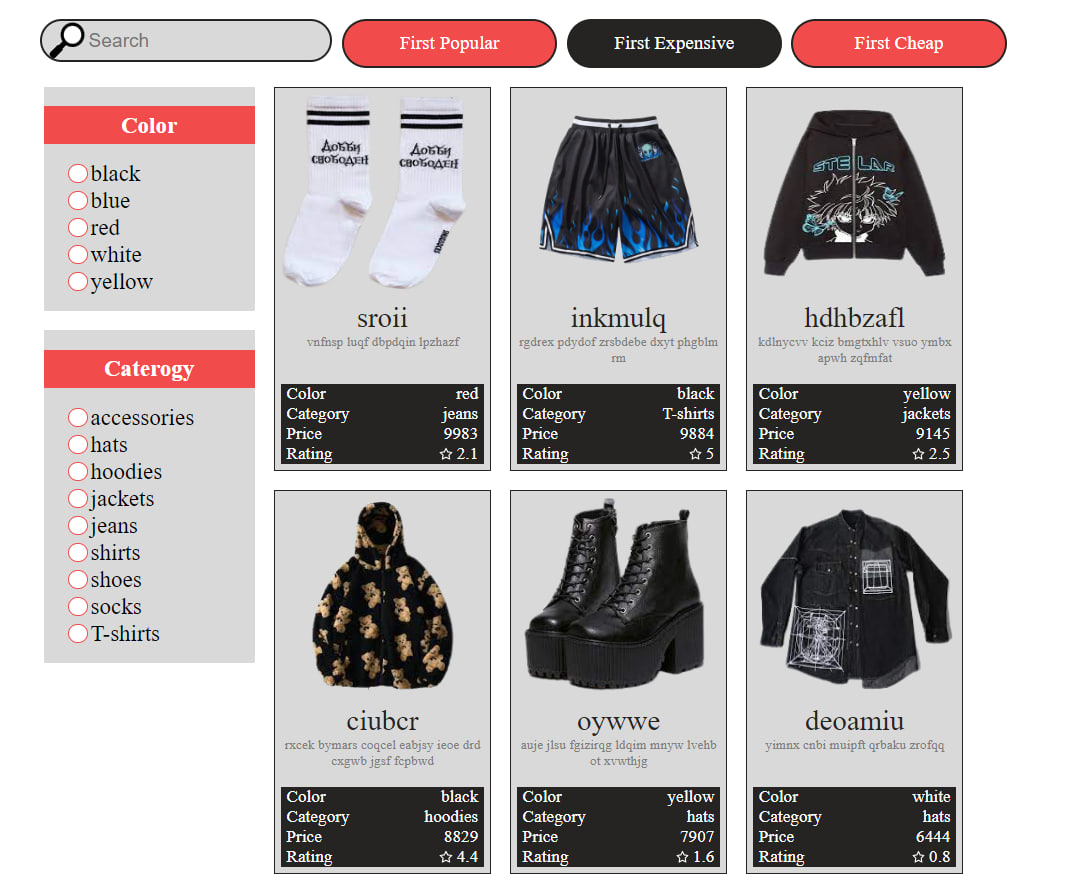 Search
First Popular
First Expensive
First Cheap
Color
black
blue
red
white
yellow
Caterogy
accessories
hats
hoodies
jackets
jeans
shirts
shoes
socks
T-shirts
ДОББИ
СВОБОДЕН
ДОББИ
СВОБОДЕН
sroii
vnfnsp luqf dbpdqin lpzhazf
Color red
Category jeans
Price 9983
Rating ☆ 2.1
inkmulq
rgdrex pdydof zrsbdebe dxyt phgblm
rm
Color black
Category T-shirts
Price 9884
Rating ☆ 5
STELLAR
hdhbzafl
kdlnycvv kciz bmgtxhlv vsuo ymbx
apwh zqfmfat
Color yellow
Category jackets
Price 9145
Rating ☆ 2.5
ciubcr
rxcek bymars coqcel eabjsy ieoe drd
cxgwb jgsf fcpbwd
Color black
Category hoodies
Price 8829
Rating ☆ 4.4
oywwe
auje jlsu fgizirqg ldqim mnyw lvehb
ot xvwthjg
Color yellow
Category hats
Price 7907
Rating ☆ 1.6
deoamiu
yimnx cnbi muipft qrbaku zrofqq
Color white
Category hats
Price 6444
Rating ☆ 0.8